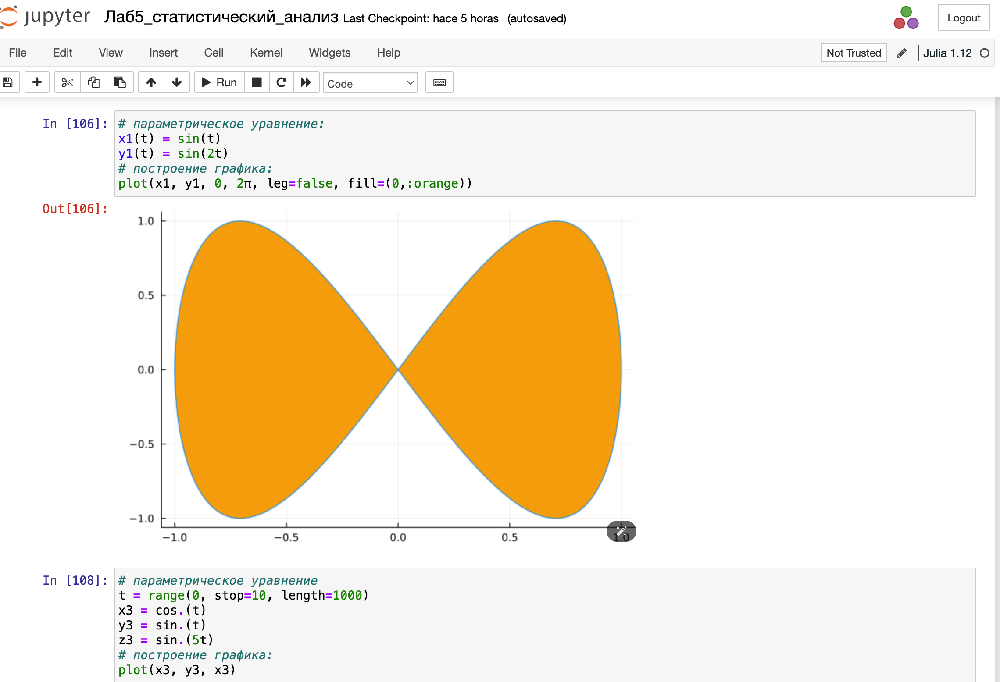 jupyter Лаб5_статистический_анализ Last Checkpoint: hace 5 horas (autosaved) Logout
File Edit View Insert Cell Kernel Widgets Help Not Trusted Julia 1.12
Run Code
In [106]: # параметрическое уравнение:
x1(t) = sin(t)
y1(t) = sin(2t)
# построение графика:
plot(x1, y1, 0, 2π, leg=false, fill=(0,:orange))
Out[106]:
1.0
0.5
0.0
−0.5
−1.0
−1.0 −0.5 0.0 0.5 1.0
In [108]: # параметрическое уравнение
t = range(0, stop=10, length=1000)
x3 = cos.(t)
y3 = sin.(t)
z3 = sin.(5t)
# построение графика:
plot(x3, y3, x3)